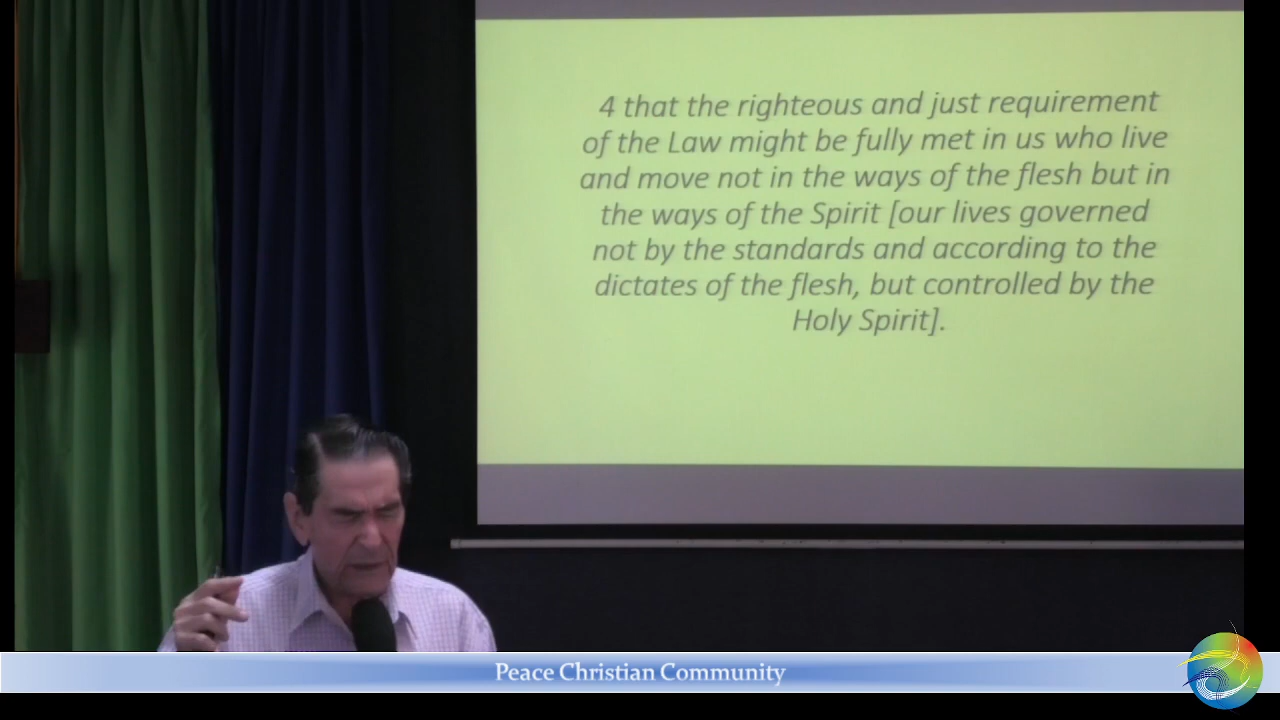 4 that the righteous and just requirement
of the Law might be fully met in us who live
and move not in the ways of the flesh but in
the ways of the Spirit [our lives governed
not by the standards and according to the
dictates of the flesh, but controlled by the
Holy Spirit].
Peace Christian Community